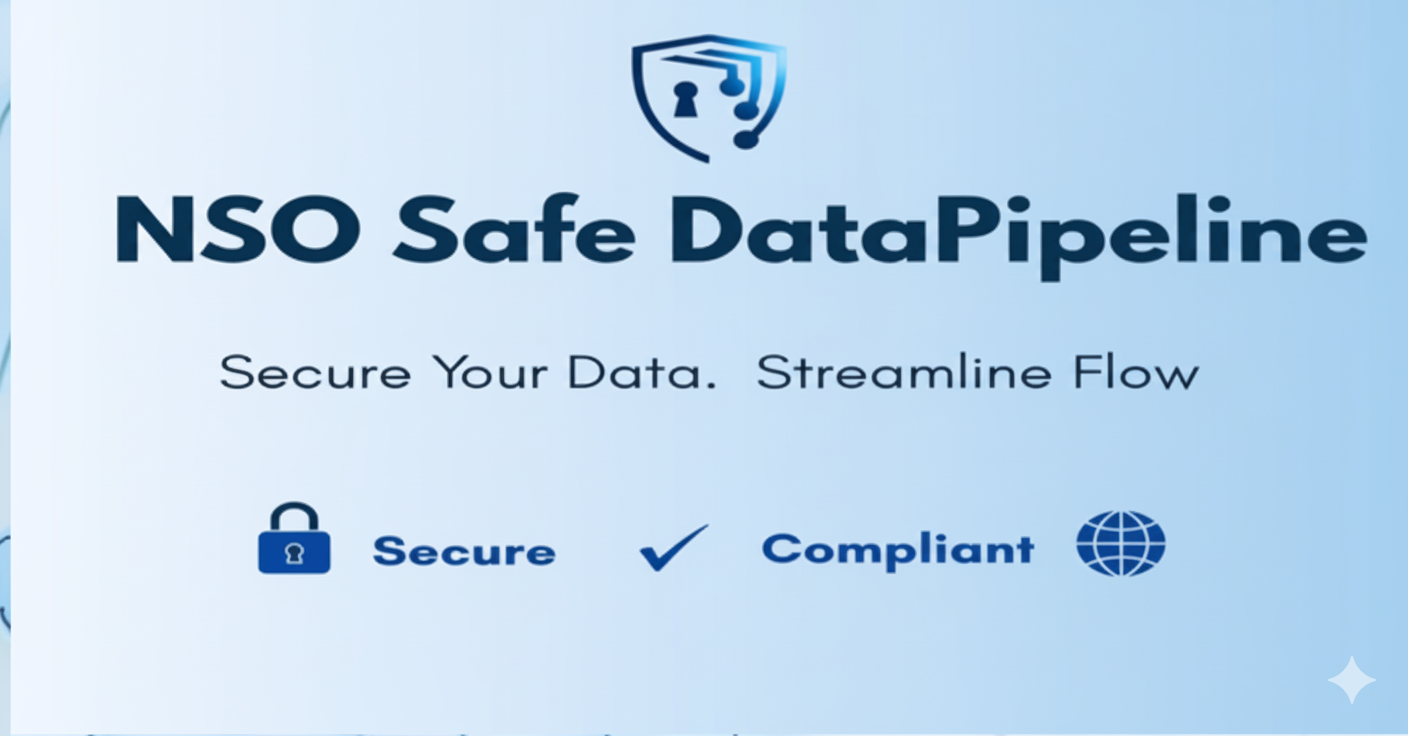 NSO Safe DataPipeline
Secure Your Data.  Streamline Flow
Secure Compliant